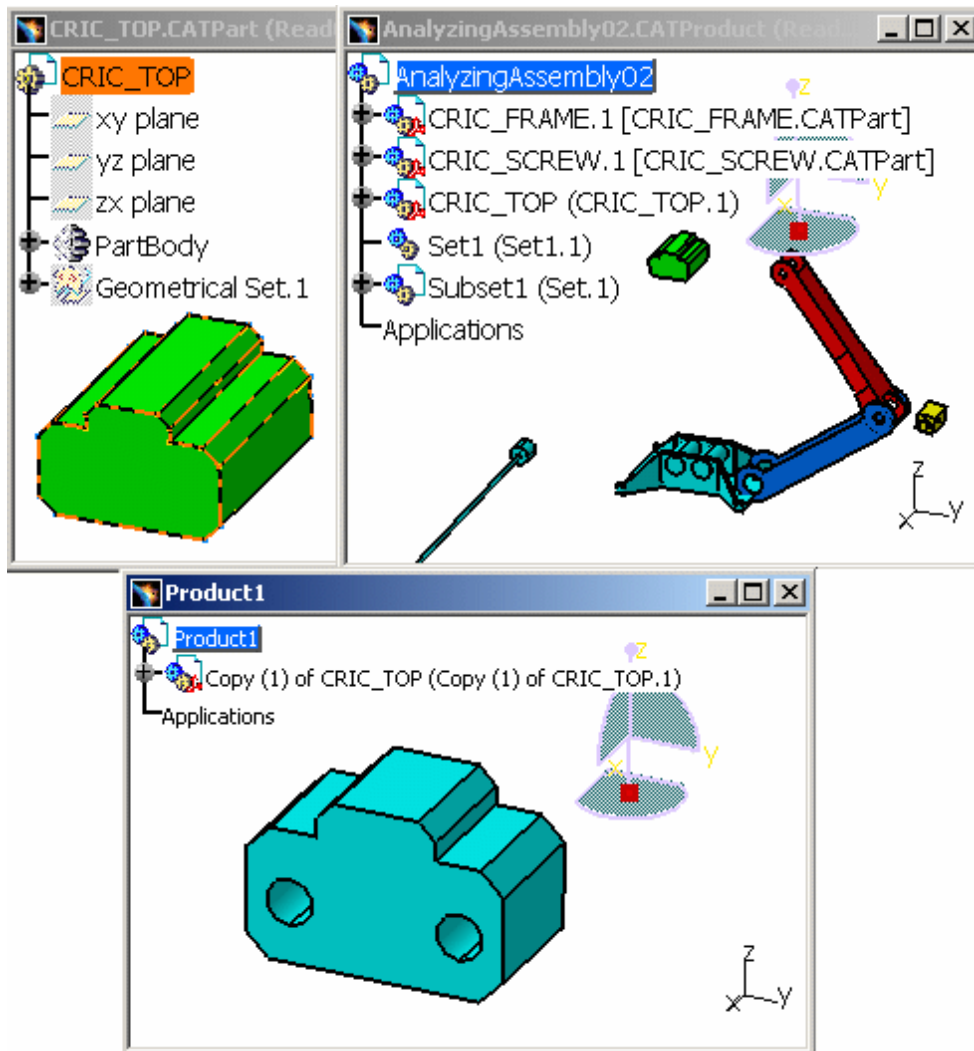 CRIC_TOP.CATPart (Read
CRIC_TOP
xy plane
yz plane
zx plane
PartBody
Geometrical Set.1
AnalyzingAssembly02.CATProduct (Read...
AnalyzingAssembly02
CRIC_FRAME.1 [CRIC_FRAME.CATPart]
CRIC_SCREW.1 [CRIC_SCREW.CATPart]
CRIC_TOP (CRIC_TOP.1)
Set1 (Set1.1)
Subset1 (Set.1)
Applications
z
y
x
z
y
x
Product1
Product1
Copy (1) of CRIC_TOP (Copy (1) of CRIC_TOP.1)
Applications
z
y
x
z
y
x